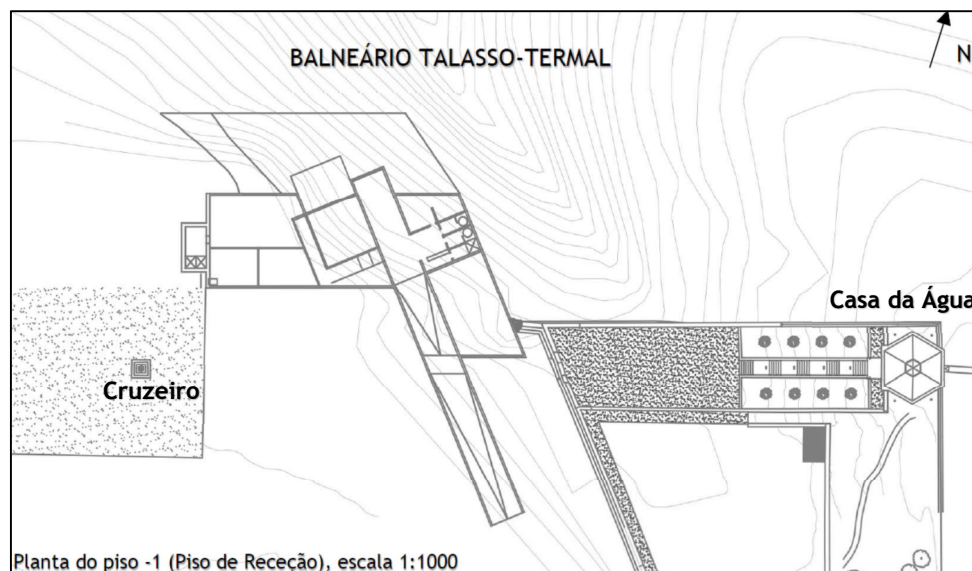 BALNEÁRIO TALASSO-TERMAL
N
Casa da Água
Cruzeiro
Planta do piso -1 (Piso de Receção), escala 1:1000